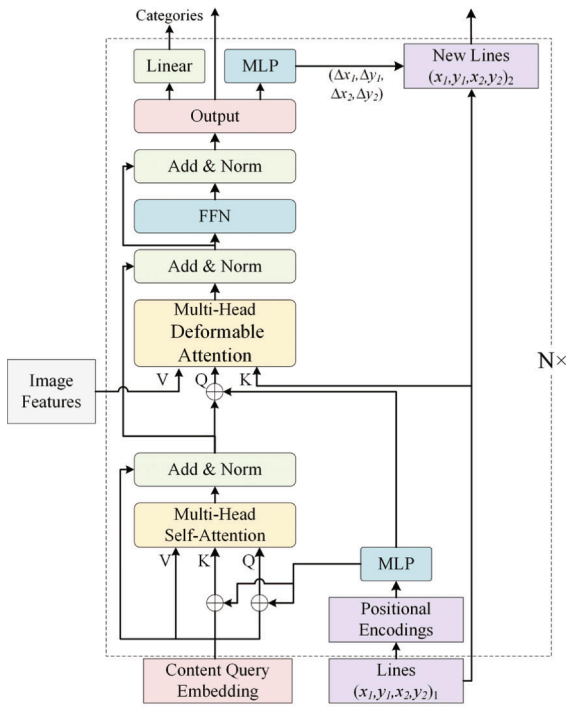 Categories
Linear
MLP
(Δx₁,Δy₁,
Δx₂,Δy₂)
New Lines
(x₁,y₁,x₂,y₂)₂
Output
Add & Norm
FFN
Add & Norm
Multi-Head
Deformable
Attention
N×
Image
Features
V
Q
K
Add & Norm
Multi-Head
Self-Attention
V
K
Q
MLP
Positional
Encodings
Content Query
Embedding
Lines
(x₁,y₁,x₂,y₂)₁